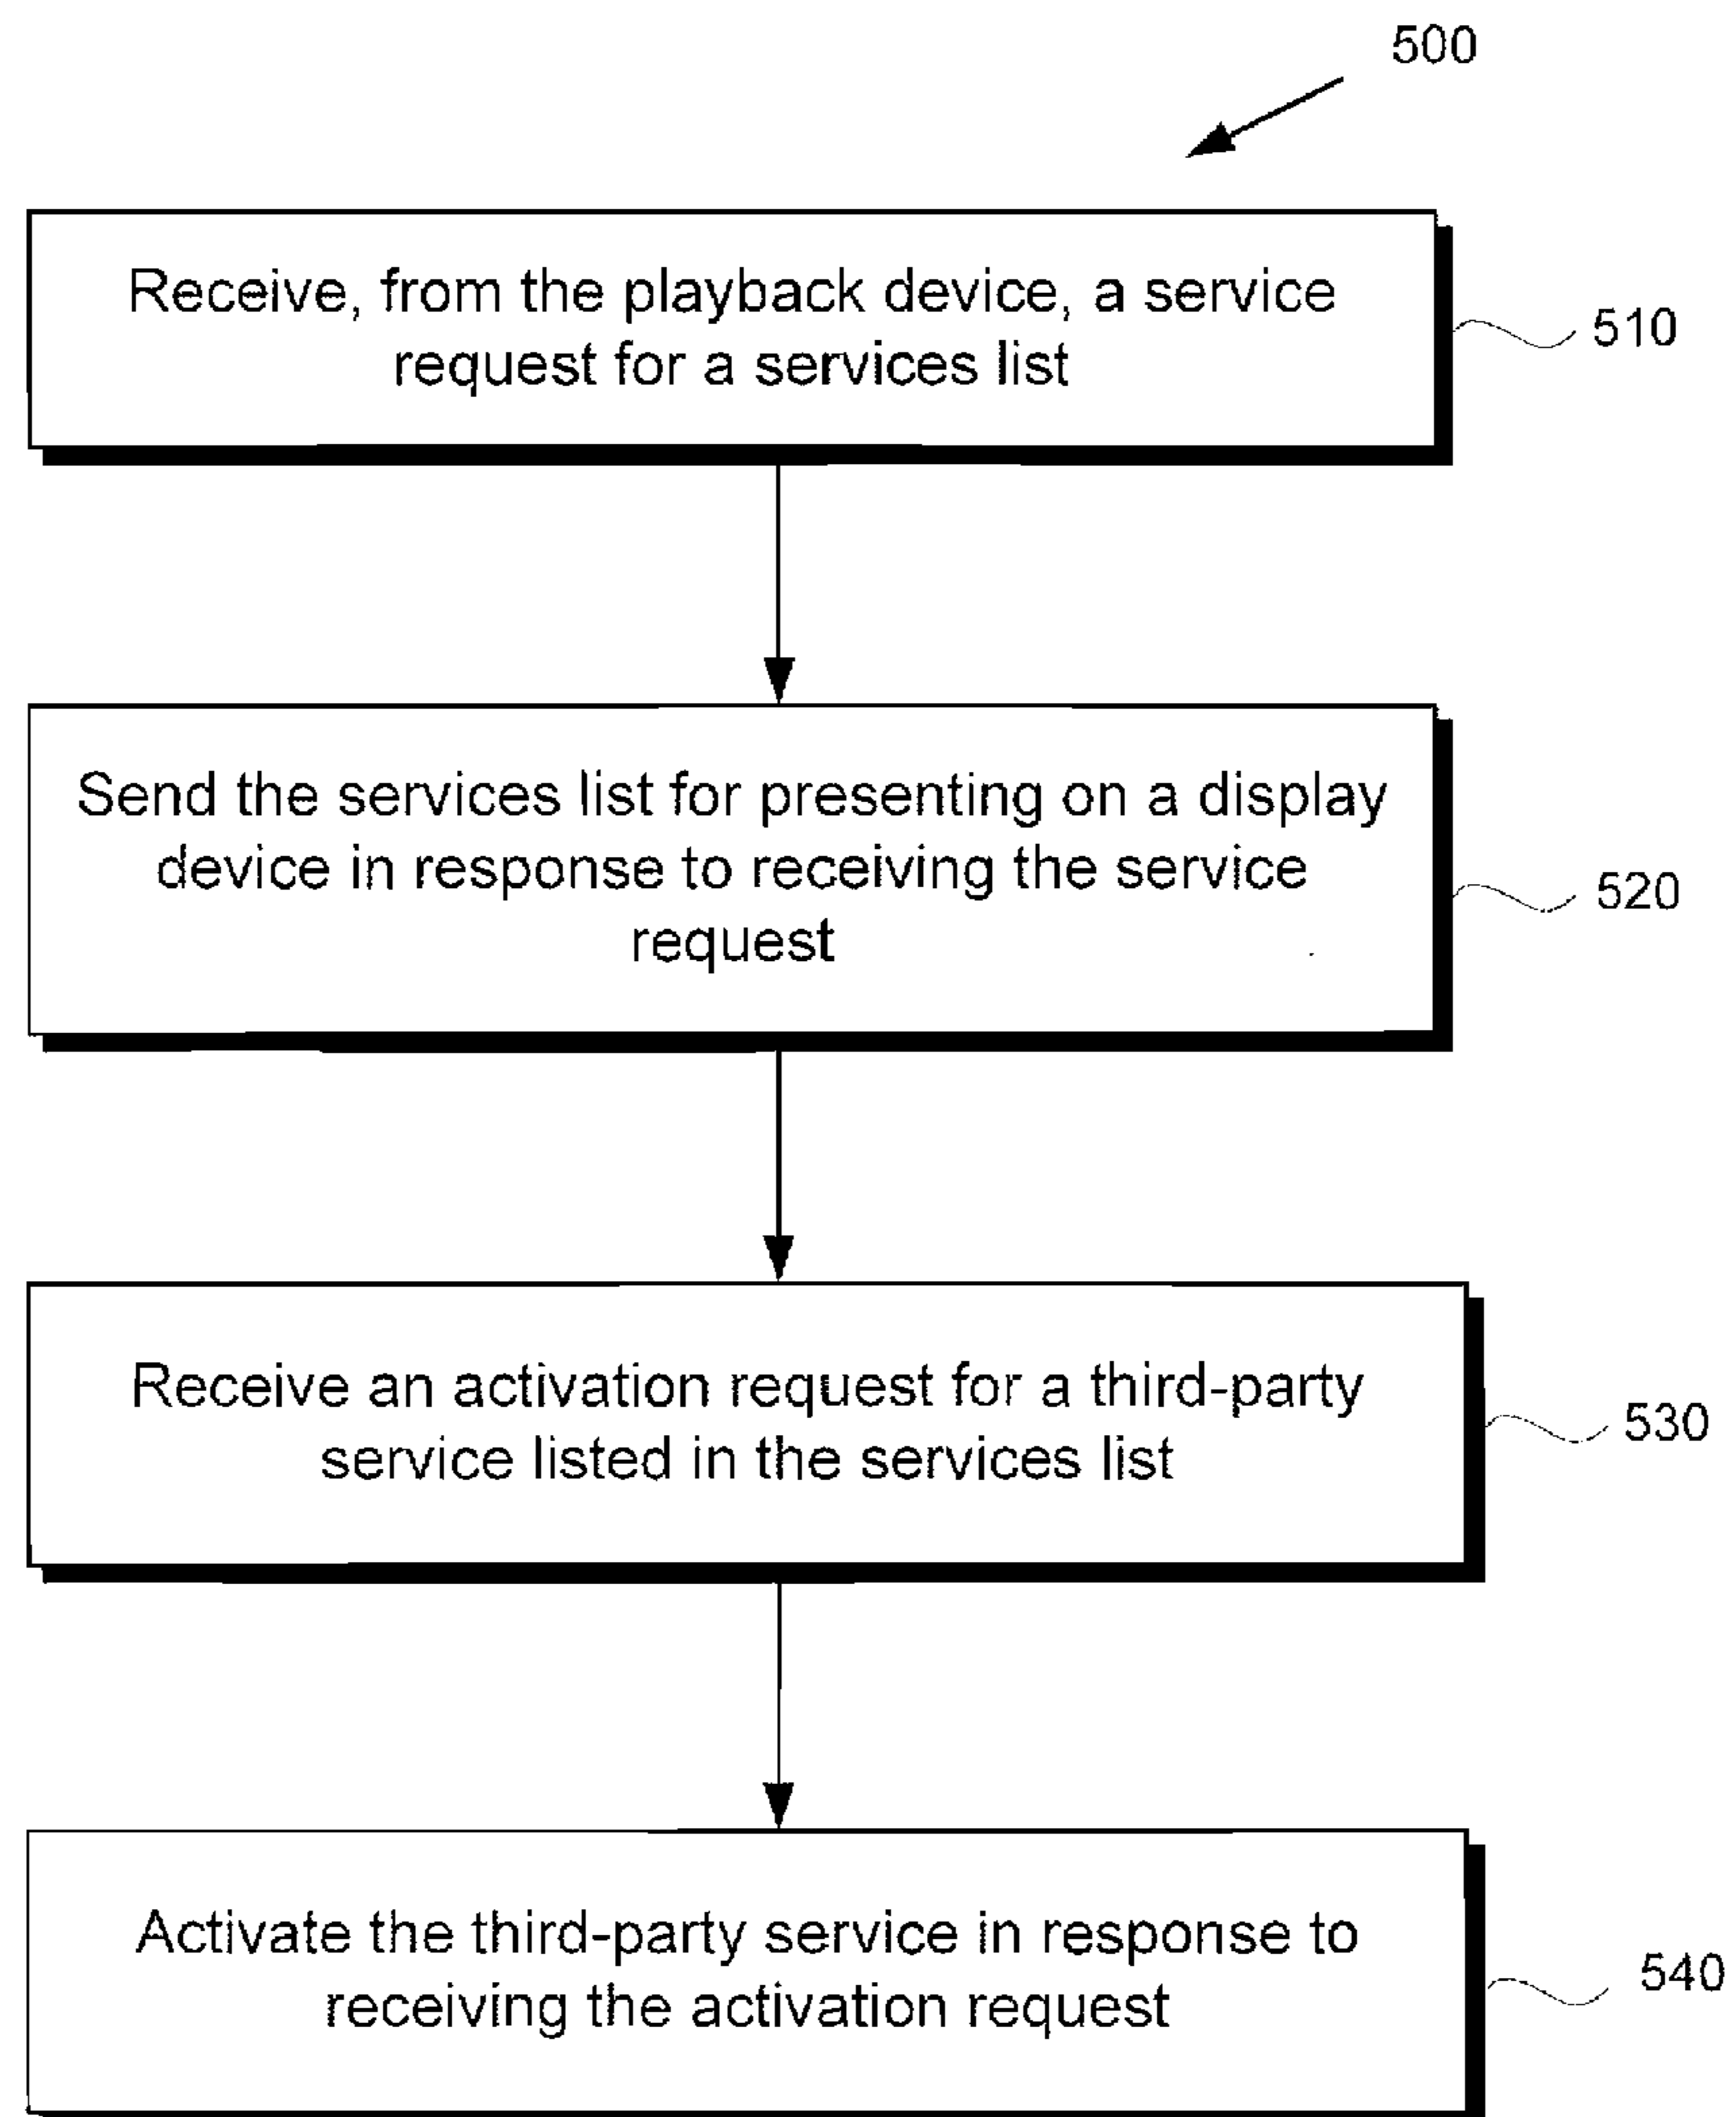 500
Receive, from the playback device, a service
request for a services list
510
Send the services list for presenting on a display
device in response to receiving the service
request
520
Receive an activation request for a third-party
service listed in the services list
530
Activate the third-party service in response to
receiving the activation request
540